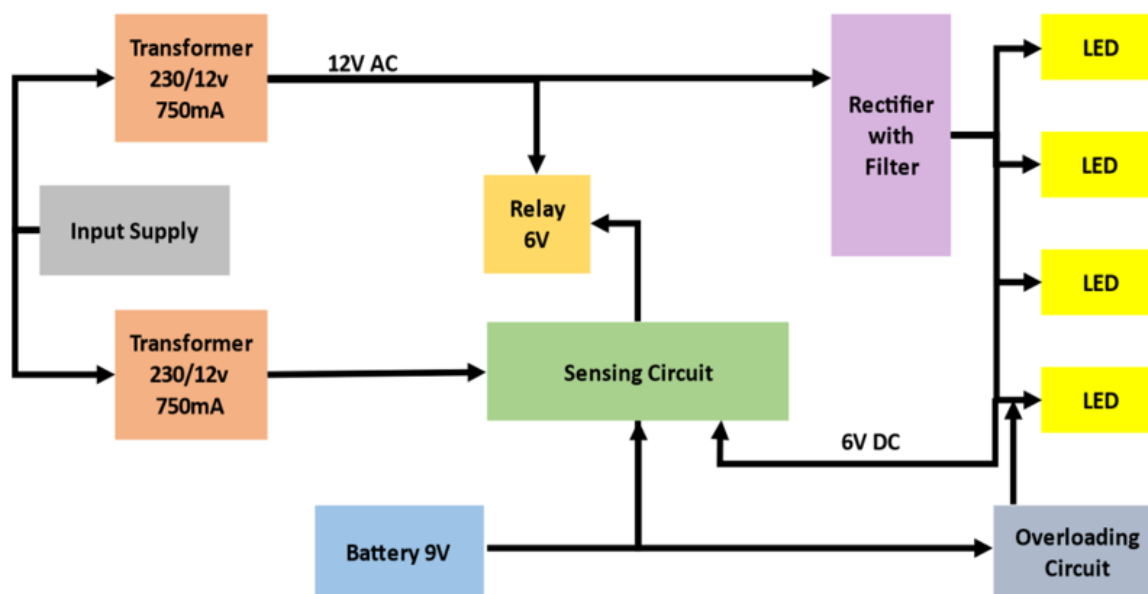 Transformer
230/12v
750mA
12V AC
Rectifier
with
Filter
LED
LED
Relay
6V
Input Supply
LED
Transformer
230/12v
750mA
Sensing Circuit
LED
6V DC
Battery 9V
Overloading
Circuit